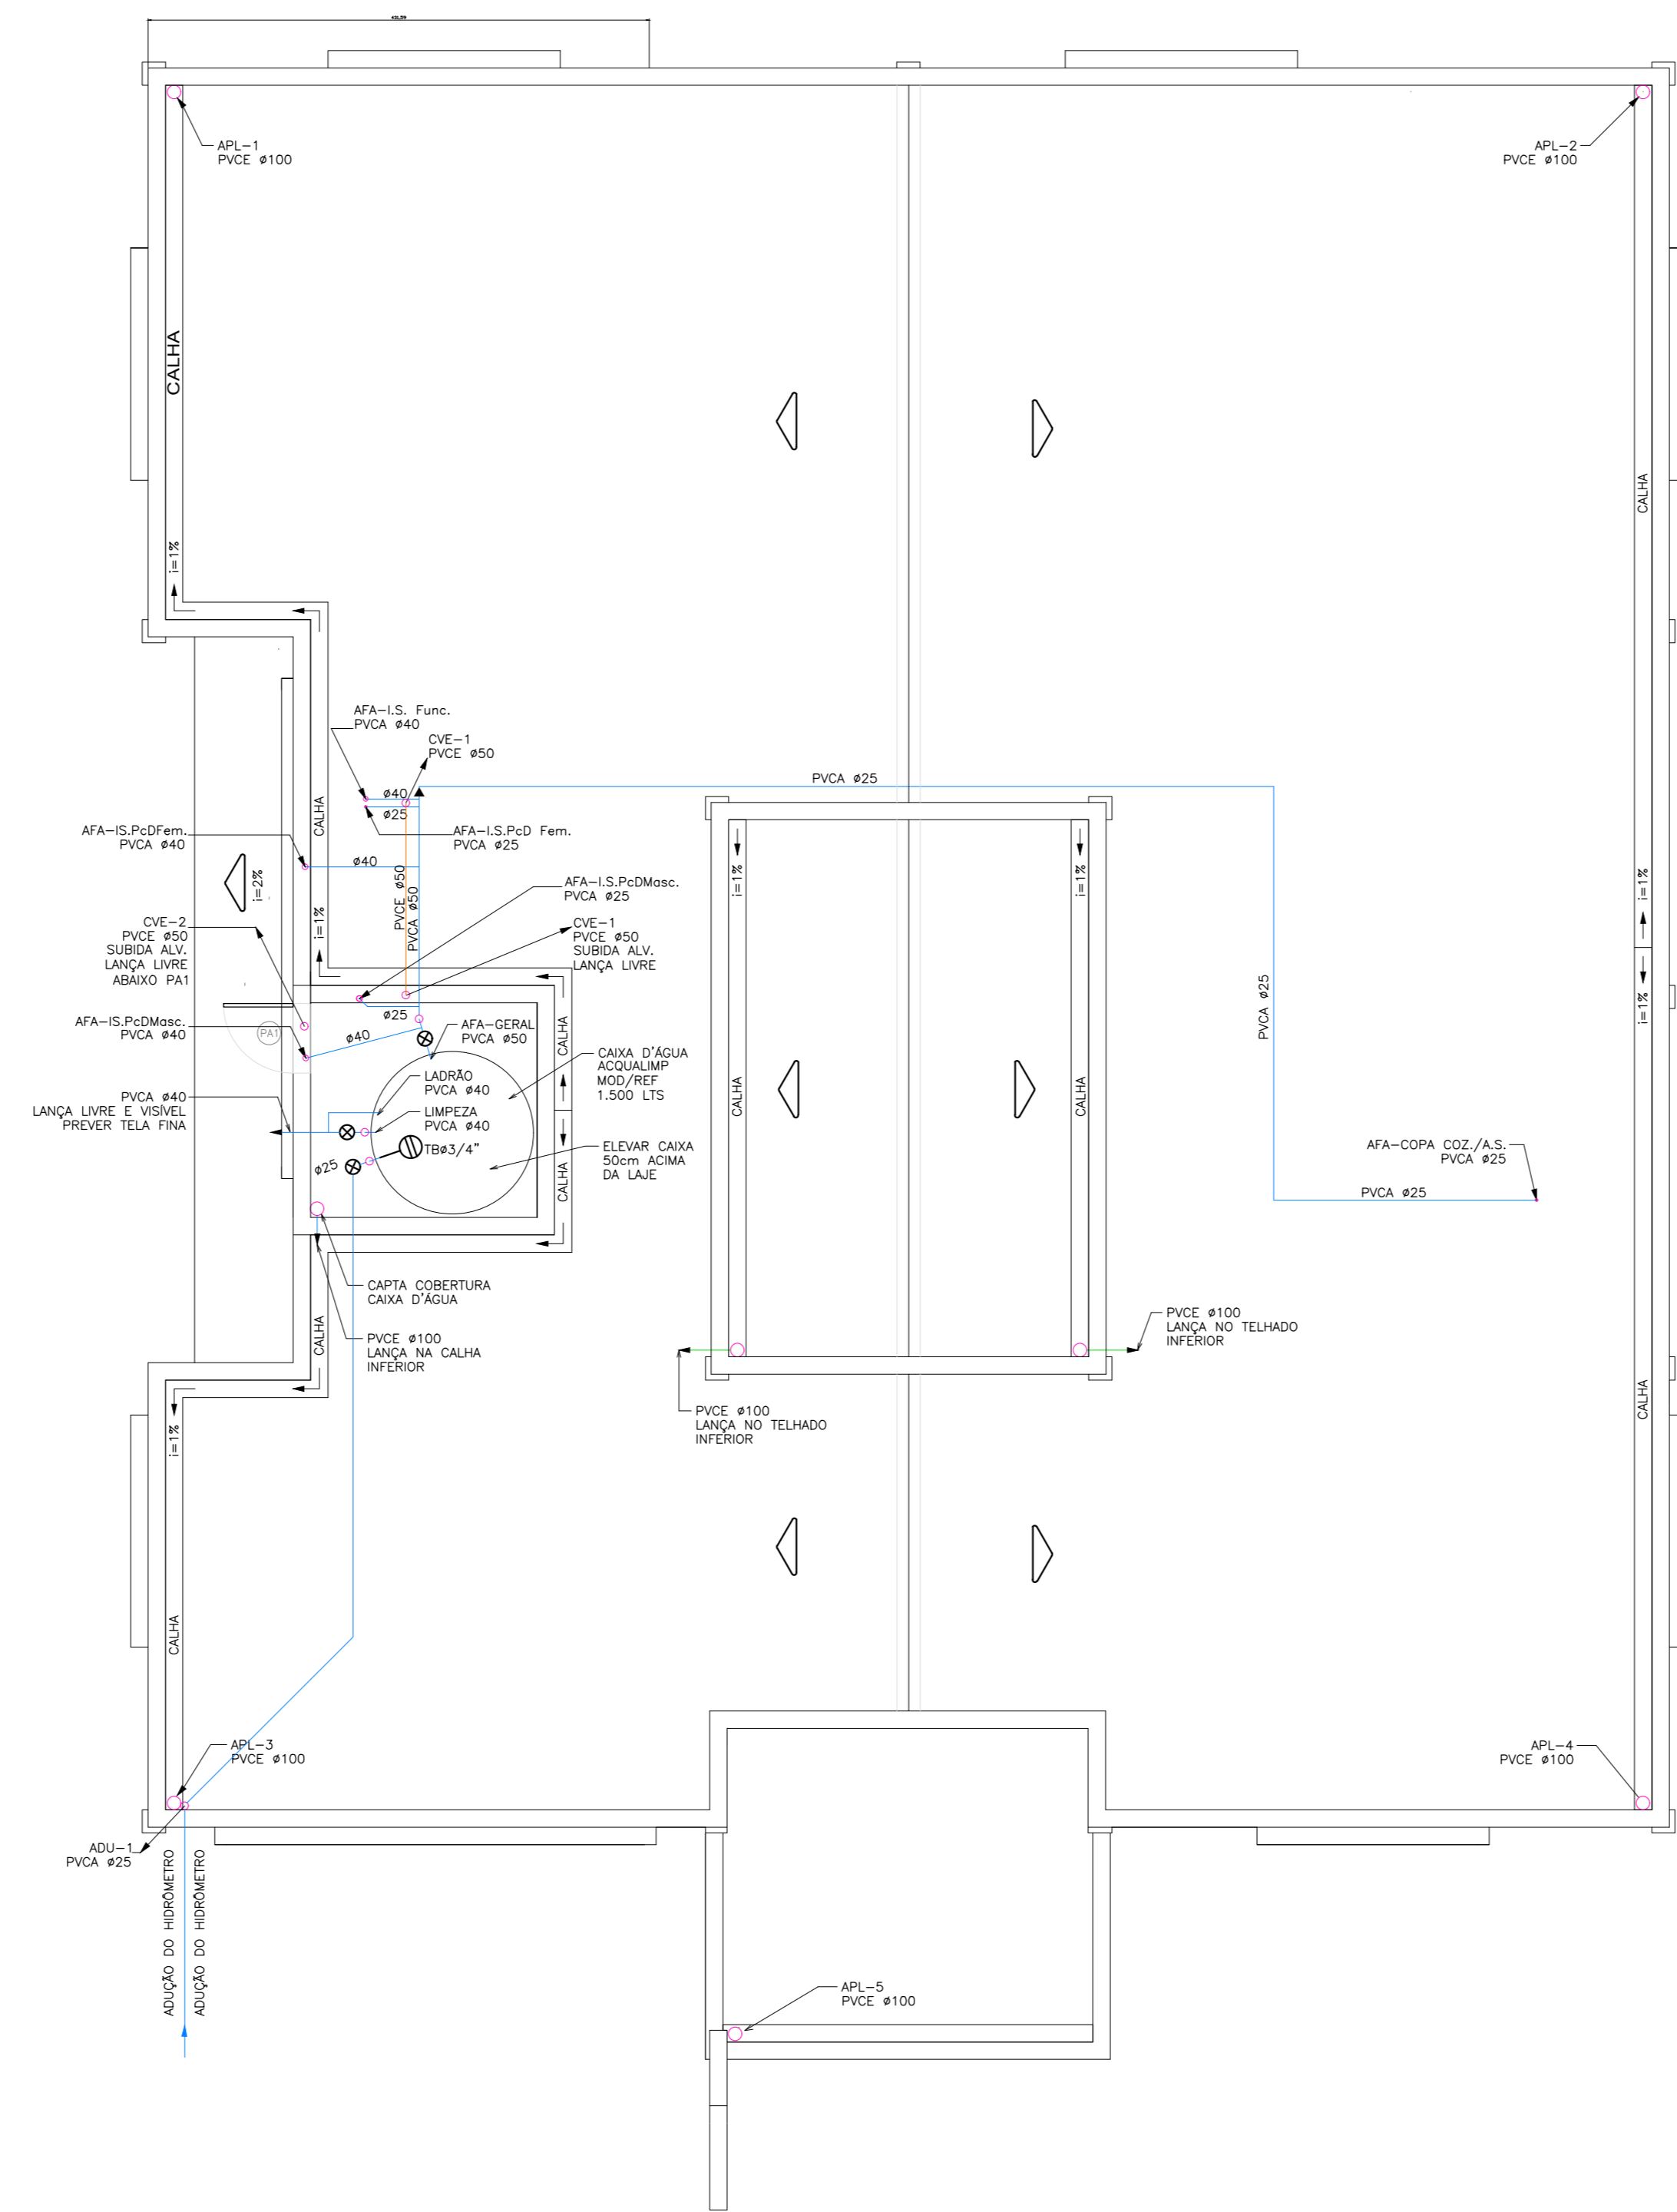 431,59
APL-1
PVCE ø100
APL-2
PVCE ø100
CALHA
CALHA
i=1%
AFA-I.S. Func.
PVCA ø40
CVE-1
PVCE ø50
PVCA ø25
ø40
ø25
CALHA
AFA-IS.PcDFem.
PVCA ø40
AFA-I.S.PcD Fem.
PVCA ø25
ø40
i=2%
PVCE ø50
PVCA ø50
i=1%
i=1%
i=1%
AFA-I.S.PcDMasc.
PVCA ø25
CVE-2
PVCE ø50
SUBIDA ALV.
LANÇA LIVRE
ABAIXO PA1
i=1%
CVE-1
PVCE ø50
SUBIDA ALV.
LANÇA LIVRE
PVCA ø25
i=1%
AFA-IS.PcDMasc.
PVCA ø40
PA1
ø25
ø40
AFA-GERAL
PVCA ø50
CALHA
CAIXA D'ÁGUA
ACQUALIMP
MOD/REF
1.500 LTS
LADRÃO
PVCA ø40
CALHA
CALHA
PVCA ø40
LANÇA LIVRE E VISÍVEL
PREVER TELA FINA
LIMPEZA
PVCA ø40
TBø3/4"
ø25
ELEVAR CAIXA
50cm ACIMA
DA LAJE
CALHA
AFA-COPA COZ./A.S.
PVCA ø25
PVCA ø25
CAPTA COBERTURA
CAIXA D'ÁGUA
CALHA
PVCE ø100
LANÇA NA CALHA
INFERIOR
PVCE ø100
LANÇA NO TELHADO
INFERIOR
CALHA
i=1%
PVCE ø100
LANÇA NO TELHADO
INFERIOR
CALHA
APL-3
PVCE ø100
APL-4
PVCE ø100
ADU-1
PVCA ø25
ADUÇÃO DO HIDRÔMETRO
ADUÇÃO DO HIDRÔMETRO
APL-5
PVCE ø100